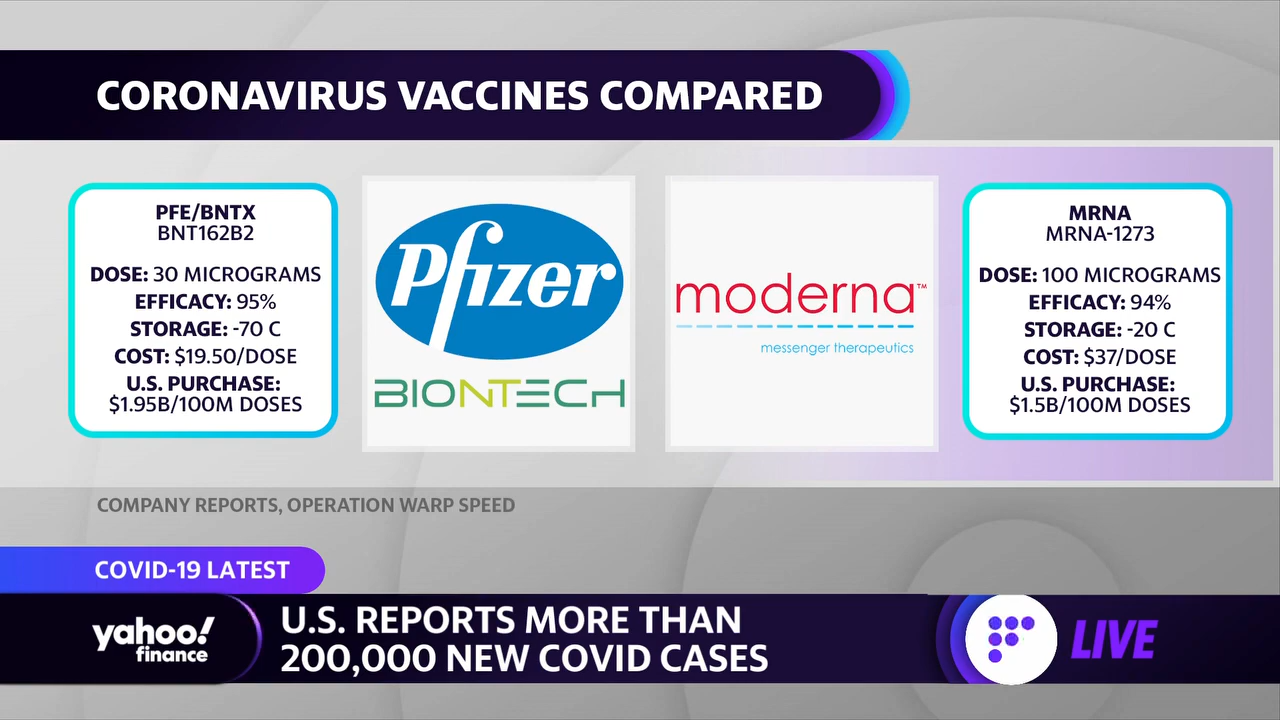 CORONAVIRUS VACCINES COMPARED
PFE/BNTX
BNT162B2
DOSE: 30 MICROGRAMS
EFFICACY: 95%
STORAGE: -70 C
COST: $19.50/DOSE
U.S. PURCHASE:
$1.95B/100M DOSES
Pfizer
BIONTECH
moderna™
messenger therapeutics
MRNA
MRNA-1273
DOSE: 100 MICROGRAMS
EFFICACY: 94%
STORAGE: -20 C
COST: $37/DOSE
U.S. PURCHASE:
$1.5B/100M DOSES
COMPANY REPORTS, OPERATION WARP SPEED
COVID-19 LATEST
yahoo!
finance
U.S. REPORTS MORE THAN
200,000 NEW COVID CASES
LIVE